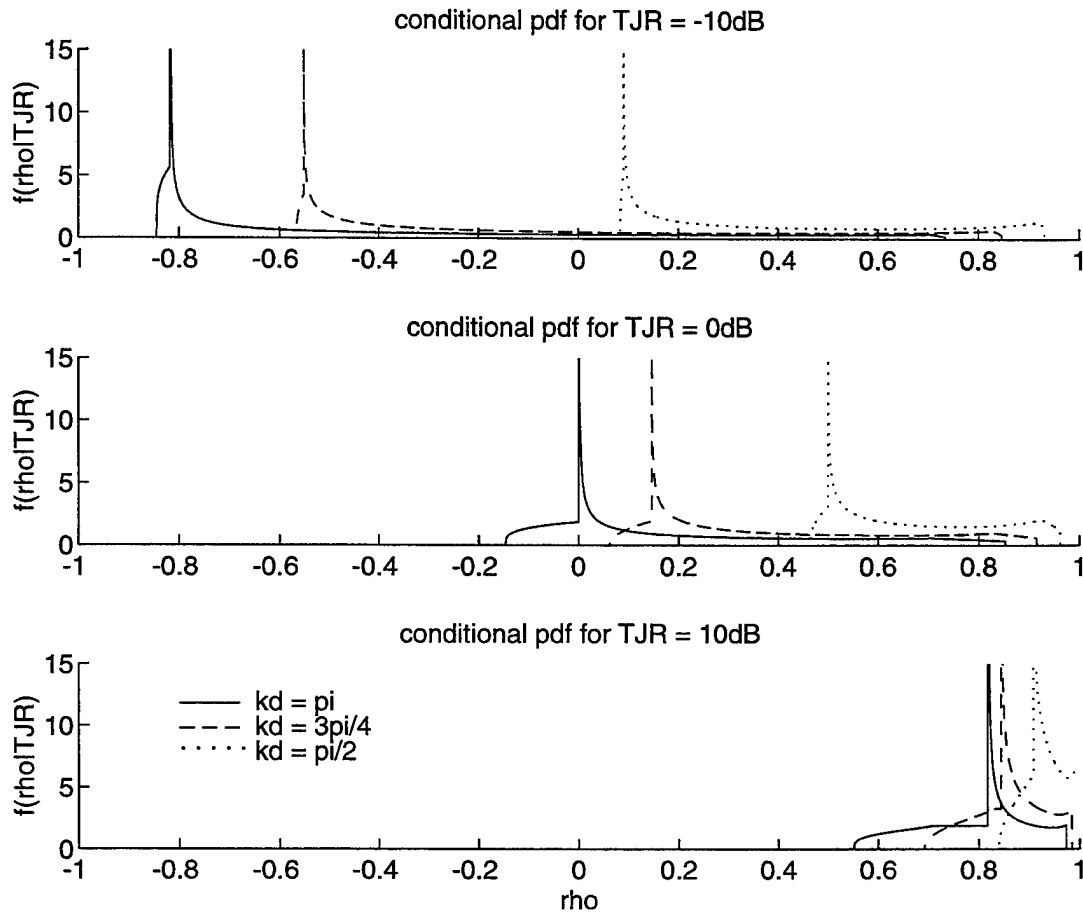 conditional pdf for TJR = -10dB
15
10
5
0
f(rho|TJR)
-1 -0.8 -0.6 -0.4 -0.2 0 0.2 0.4 0.6 0.8 1
conditional pdf for TJR = 0dB
15
10
5
0
f(rho|TJR)
-1 -0.8 -0.6 -0.4 -0.2 0 0.2 0.4 0.6 0.8 1
conditional pdf for TJR = 10dB
15
10
5
0
f(rho|TJR)
kd = pi
kd = 3pi/4
kd = pi/2
-1 -0.8 -0.6 -0.4 -0.2 0 0.2 0.4 0.6 0.8 1
rho